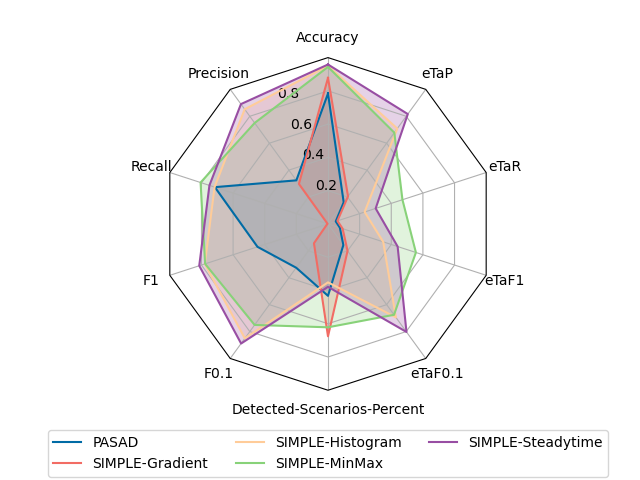 Accuracy
Precision
eTaP
0.8
0.6
0.4
Recall
eTaR
0.2
F1
eTaF1
F0.1
eTaF0.1
Detected-Scenarios-Percent
PASAD
SIMPLE-Histogram
SIMPLE-Steadytime
SIMPLE-Gradient
SIMPLE-MinMax